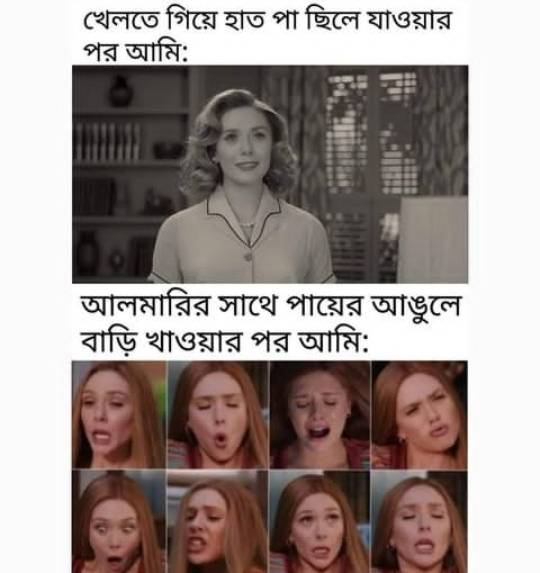 খেলতে গিয়ে হাত পা ছিলে যাওয়ার
পর আমি:
আলমারির সাথে পায়ের আঙুলে
বাড়ি খাওয়ার পর আমি: